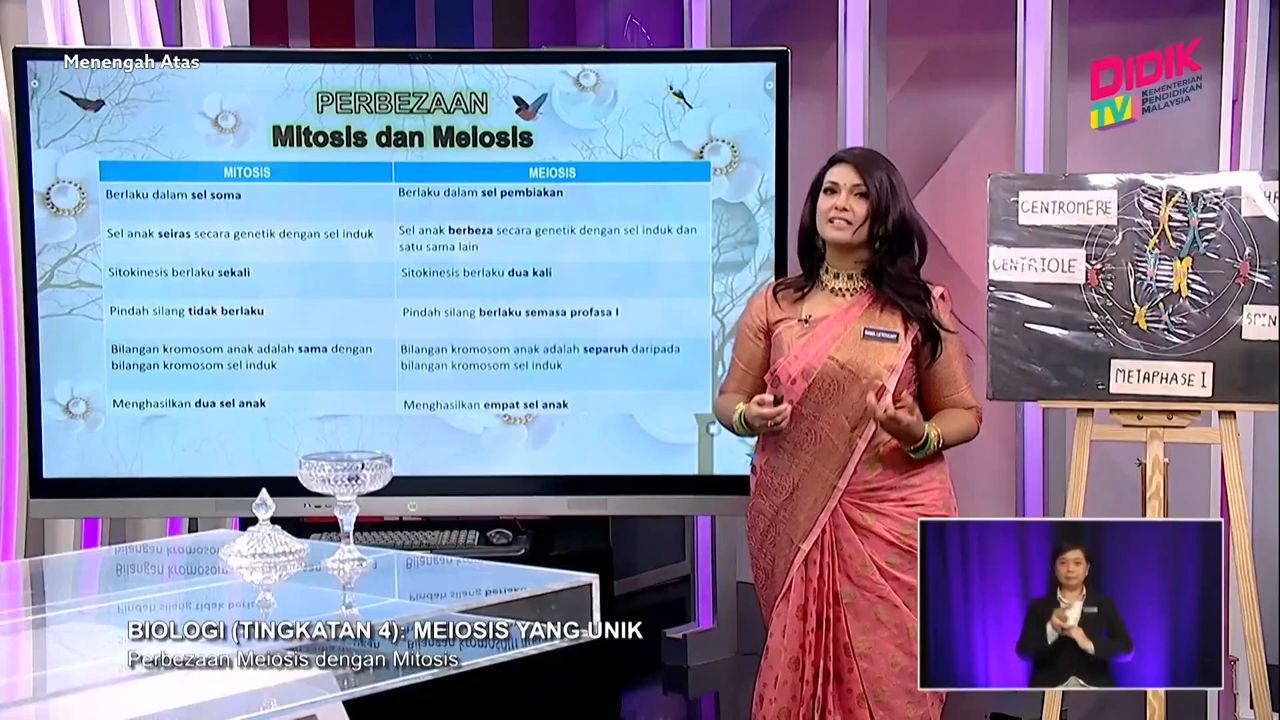 Menengah Atas
DIDIK
TV
KEMENTERIAN
PENDIDIKAN
MALAYSIA
PERBEZAAN
Mitosis dan Meiosis
MITOSIS
MEIOSIS
Berlaku dalam sel soma
Berlaku dalam sel pembiakan
Sel anak seiras secara genetik dengan sel induk
Sel anak berbeza secara genetik dengan sel induk dan
satu sama lain
Sitokinesis berlaku sekali
Sitokinesis berlaku dua kali
Pindah silang tidak berlaku
Pindah silang berlaku semasa profasa I
Bilangan kromosom anak adalah sama dengan
bilangan kromosom sel induk
Bilangan kromosom anak adalah separuh daripada
bilangan kromosom sel induk
Menghasilkan dua sel anak
Menghasilkan empat sel anak
CENTROMERE
CENTRIOLE
SPIN
METAPHASE I
BIOLOGI (TINGKATAN 4): MEIOSIS YANG UNIK
Perbezaan Meiosis dengan Mitosis